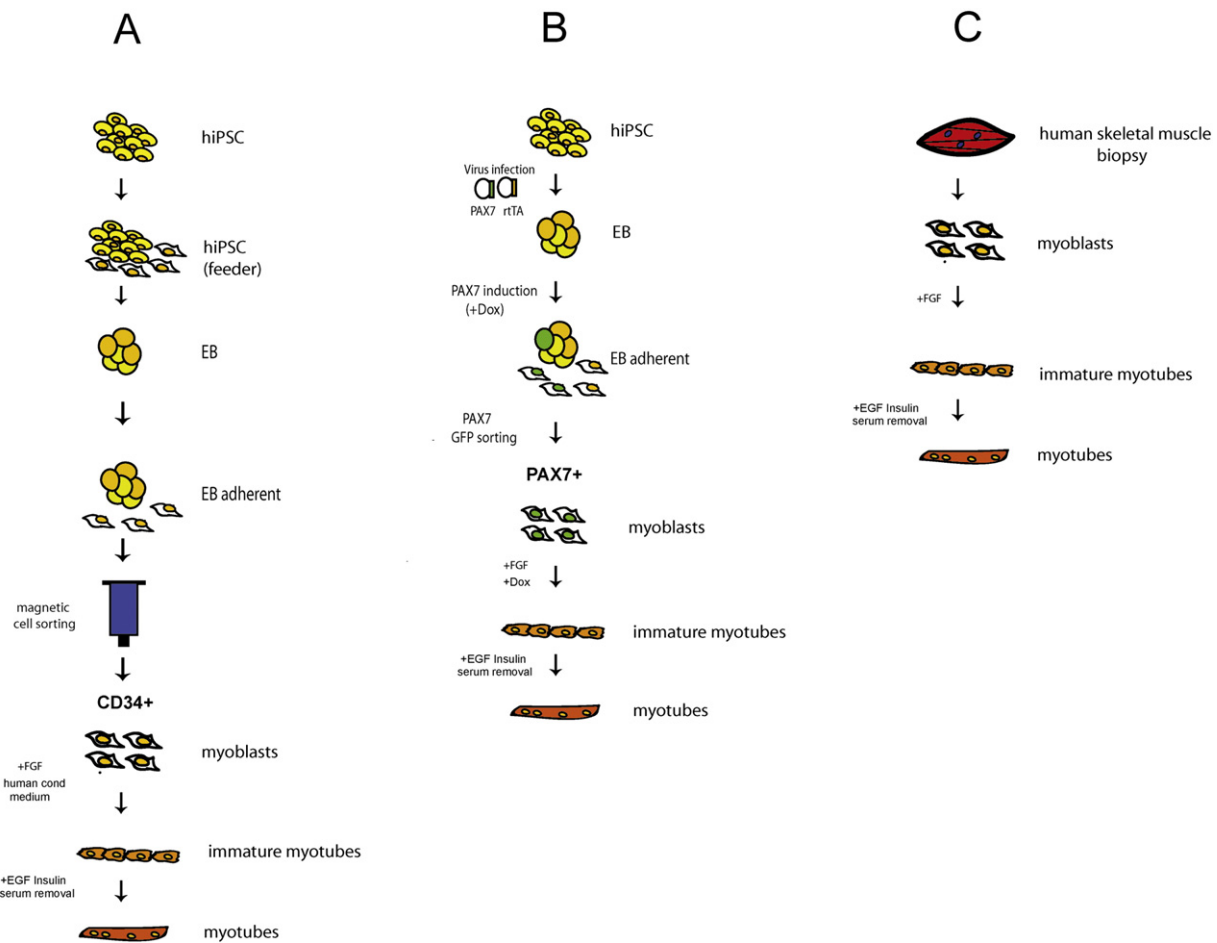 A
hiPSC
hiPSC
(feeder)
EB
EB adherent
magnetic
cell sorting
CD34+
myoblasts
+FGF
human cond
medium
immature myotubes
+EGF Insulin
serum removal
myotubes
B
hiPSC
Virus infection
PAX7 rtTA
EB
PAX7 induction
(+Dox)
EB adherent
PAX7
GFP sorting
PAX7+
myoblasts
+FGF
+Dox
immature myotubes
+EGF Insulin
serum removal
myotubes
C
human skeletal muscle
biopsy
myoblasts
+FGF
immature myotubes
+EGF Insulin
serum removal
myotubes